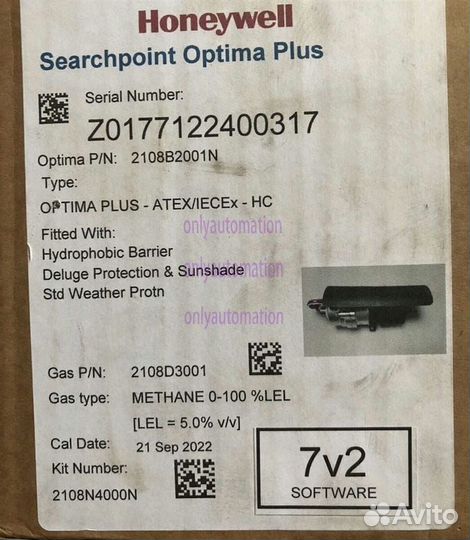 Honeywell
Searchpoint Optima Plus
Serial Number:
Z0177122400317
Optima P/N: 2108B2001N
Type:
OPTIMA PLUS - ATEX/IECEx - HC
onlyautomation
Fitted With:
Hydrophobic Barrier
onlyautomation
Deluge Protection & Sunshade
Std Weather Protn
onlyautomation
Gas P/N: 2108D3001
Gas type: METHANE 0-100 %LEL
[LEL = 5.0% v/v]
Cal Date: 21 Sep 2022
Kit Number:
2108N4000N
7v2
SOFTWARE
Avito